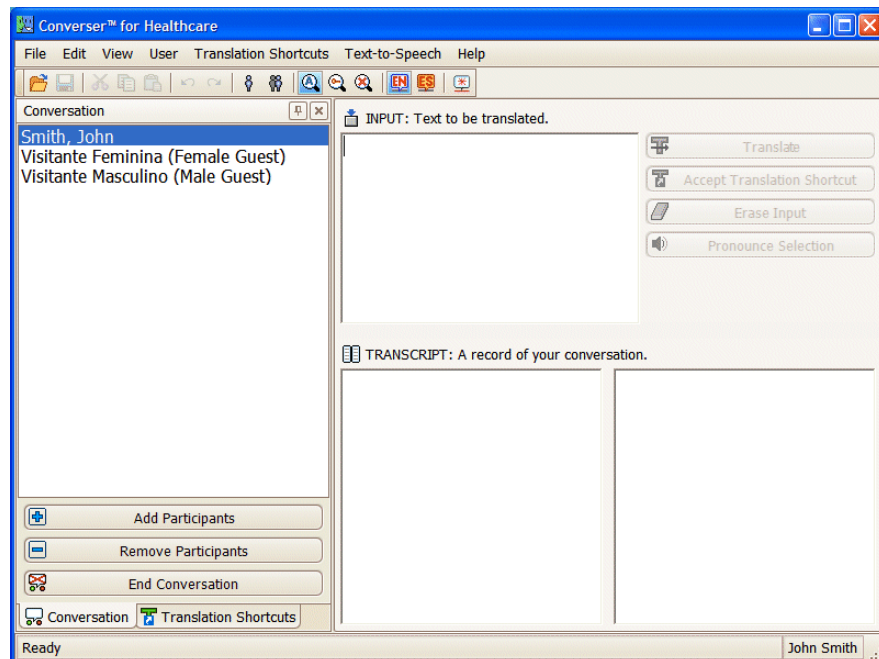 Converser™ for Healthcare
File Edit View User Translation Shortcuts Text-to-Speech Help
EN ES
Conversation
Smith, John
Visitante Feminina (Female Guest)
Visitante Masculino (Male Guest)
Add Participants
Remove Participants
End Conversation
Conversation Translation Shortcuts
INPUT: Text to be translated.
Translate
Accept Translation Shortcut
Erase Input
Pronounce Selection
TRANSCRIPT: A record of your conversation.
Ready John Smith